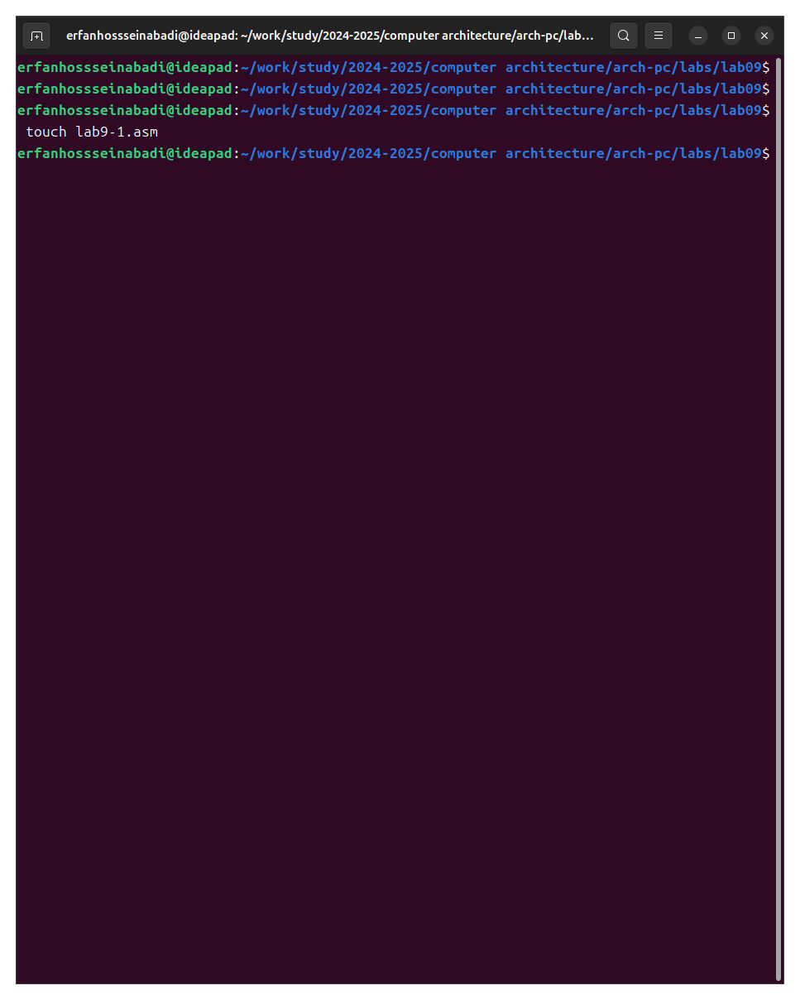 erfanhossseinabadi@ideapad: ~/work/study/2024-2025/computer architecture/arch-pc/lab…
erfanhossseinabadi@ideapad:~/work/study/2024-2025/computer architecture/arch-pc/labs/lab09$
erfanhossseinabadi@ideapad:~/work/study/2024-2025/computer architecture/arch-pc/labs/lab09$
erfanhossseinabadi@ideapad:~/work/study/2024-2025/computer architecture/arch-pc/labs/lab09$
touch lab9-1.asm
erfanhossseinabadi@ideapad:~/work/study/2024-2025/computer architecture/arch-pc/labs/lab09$